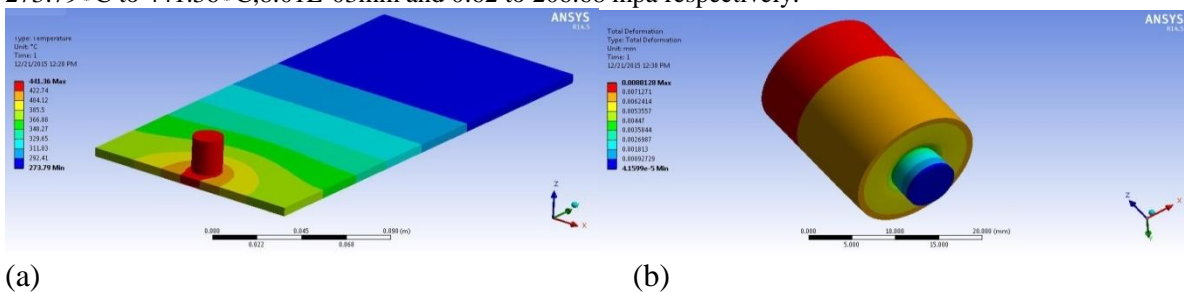 273.79∘C to 441.36∘C,8.01E-03mm and 0.62 to 206.68 mpa respectively.
ANSYS
R14.5
Type: Temperature
Unit: °C
Time: 1
12/21/2015 12:20 PM
441.36 Max
422.74
404.12
385.5
366.88
348.27
329.65
311.03
292.41
273.79 Min
0.000
0.045
0.090 (m)
0.022
0.068
Z
X
ANSYS
R14.5
Total Deformation
Type: Total Deformation
Unit: mm
Time: 1
12/21/2015 12:30 PM
0.0080128 Max
0.0071271
0.0062414
0.0053557
0.00447
0.0035844
0.0026987
0.001813
0.00092729
4.1599e-5 Min
0.000
10.000
20.000 (mm)
5.000
15.000
Z
X
Y
(a)
(b)